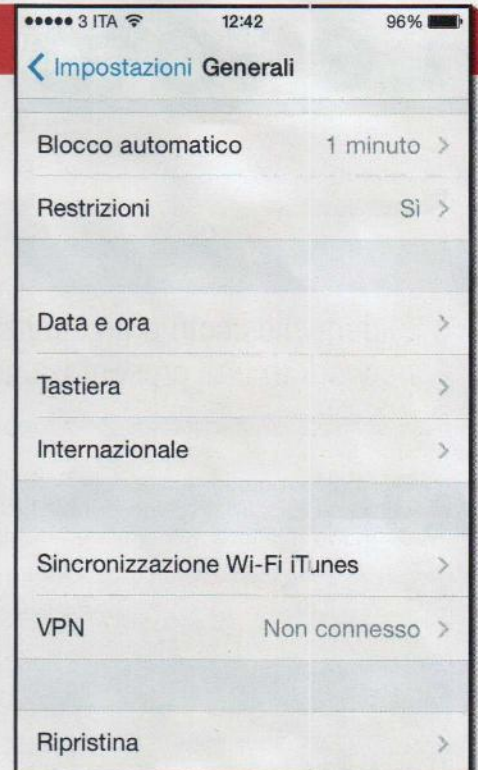 3 ITA 12:42 96%
Impostazioni Generali
Blocco automatico 1 minuto
Restrizioni Sì
Data e ora
Tastiera
Internazionale
Sincronizzazione Wi-Fi iTunes
VPN Non connesso
Ripristina